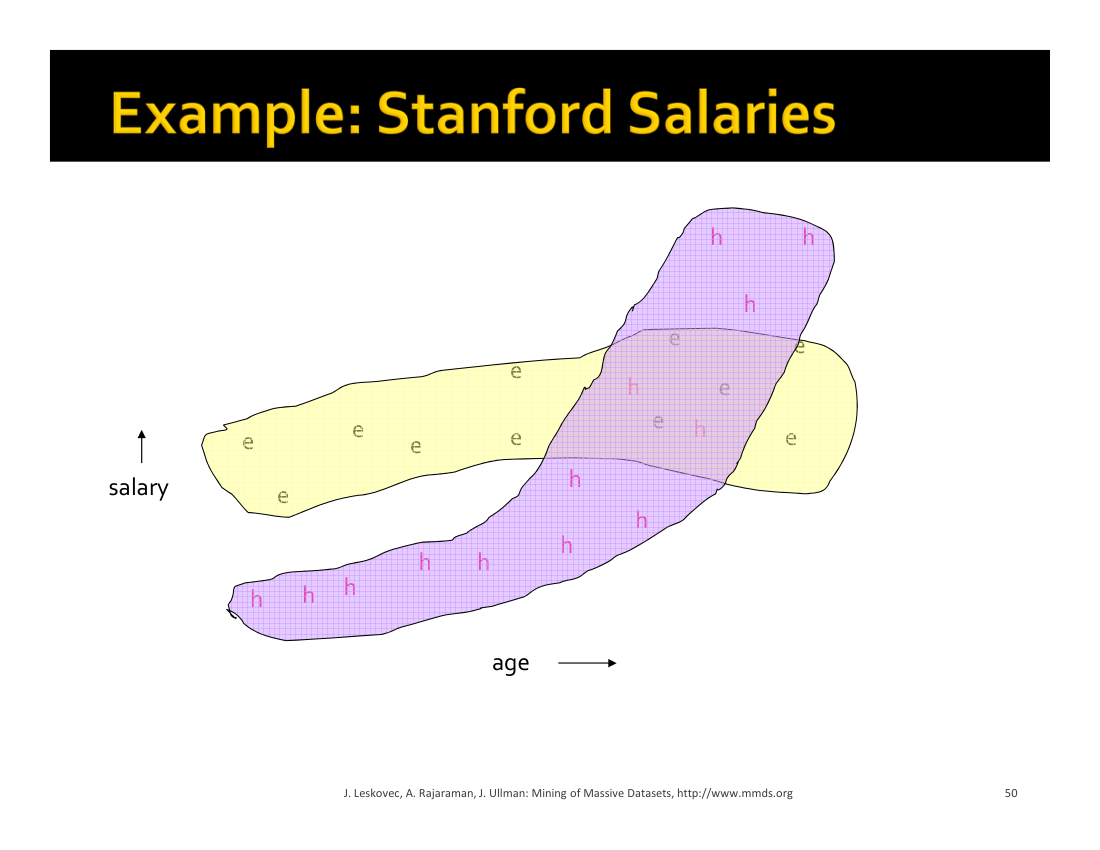 Example: Stanford Salaries
h h
h
e e
e
h e
e e h
e e e e
h
salary e
h
h
h h
h
h h
age
J. Leskovec, A. Rajaraman, J. Ullman: Mining of Massive Datasets, http://www.mmds.org 50